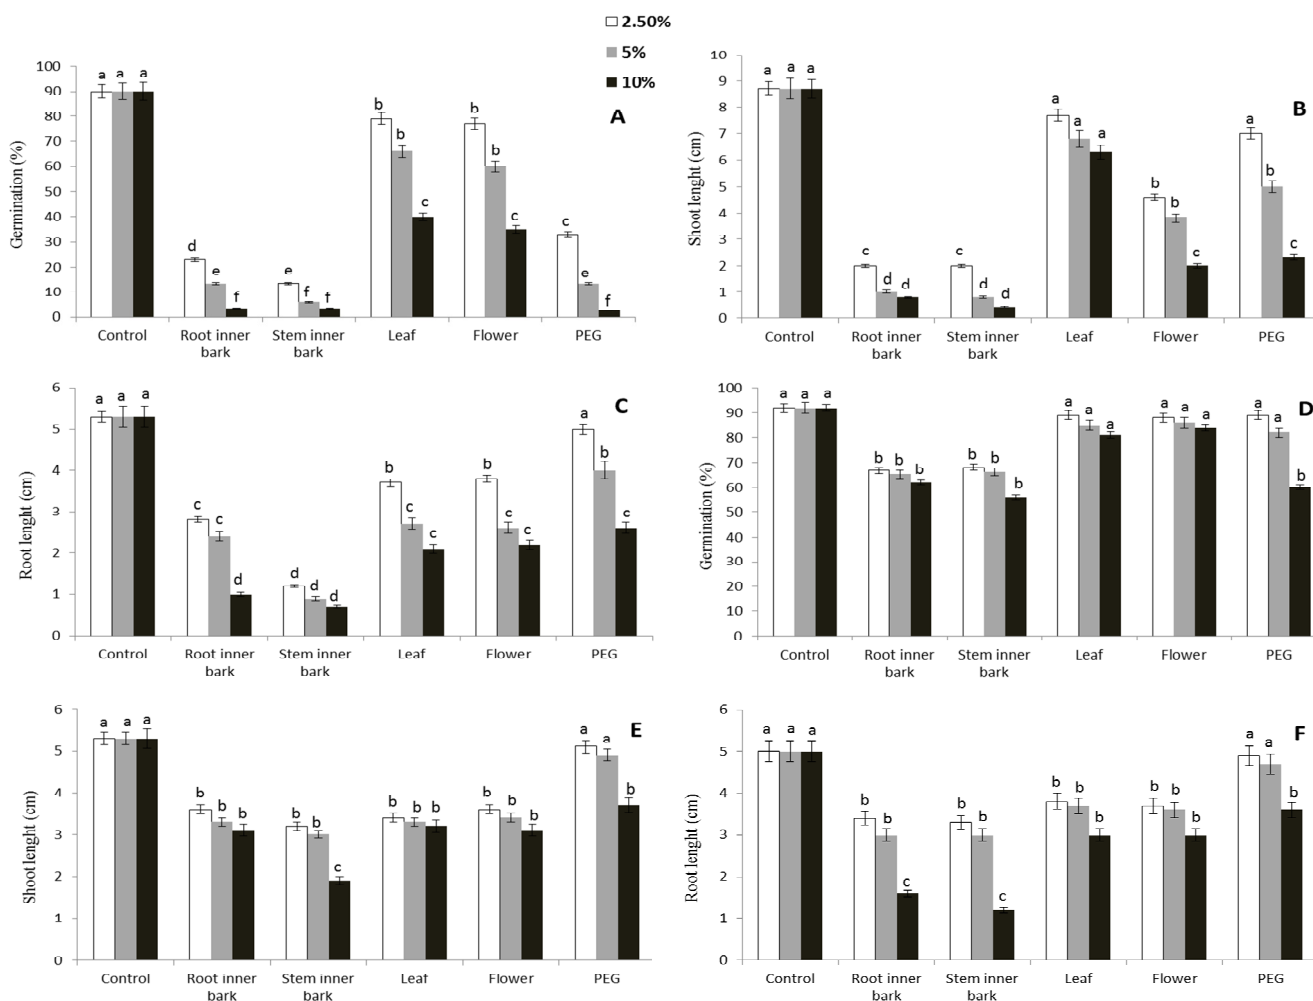 2.50%
5%
10%
100
90
80
70
60
50
40
30
20
10
0
Germination (%)
A
a a a
d e f
e f f
b b c
b b c
c e f
Control
Root inner bark
Stem inner bark
Leaf
Flower
PEG
10
9
8
7
6
5
4
3
2
1
0
Shoot lenght (cm)
B
a a a
c d d
c d d
a a a
b b c
a b c
Control
Root inner bark
Stem inner bark
Leaf
Flower
PEG
6
5
4
3
2
1
0
Root lenght (cm)
C
a a a
c c d
d d d
b c c
b c c
a b c
Control
Root inner bark
Stem inner bark
Leaf
Flower
PEG
100
90
80
70
60
50
40
30
20
10
0
Germination (%)
D
a a a
b b b
b b b
a a a
a a a
a a b
Control
Root inner bark
Stem inner bark
Leaf
Flower
PEG
6
5
4
3
2
1
0
Shoot lenght (cm)
E
a a a
b b b
b b c
b b b
b b b
a a b
Control
Root inner bark
Stem inner bark
Leaf
Flower
PEG
6
5
4
3
2
1
0
Root lenght (cm)
F
a a a
b b c
b b c
b b b
b b b
a a b
Control
Root inner bark
Stem inner bark
Leaf
Flower
PEG